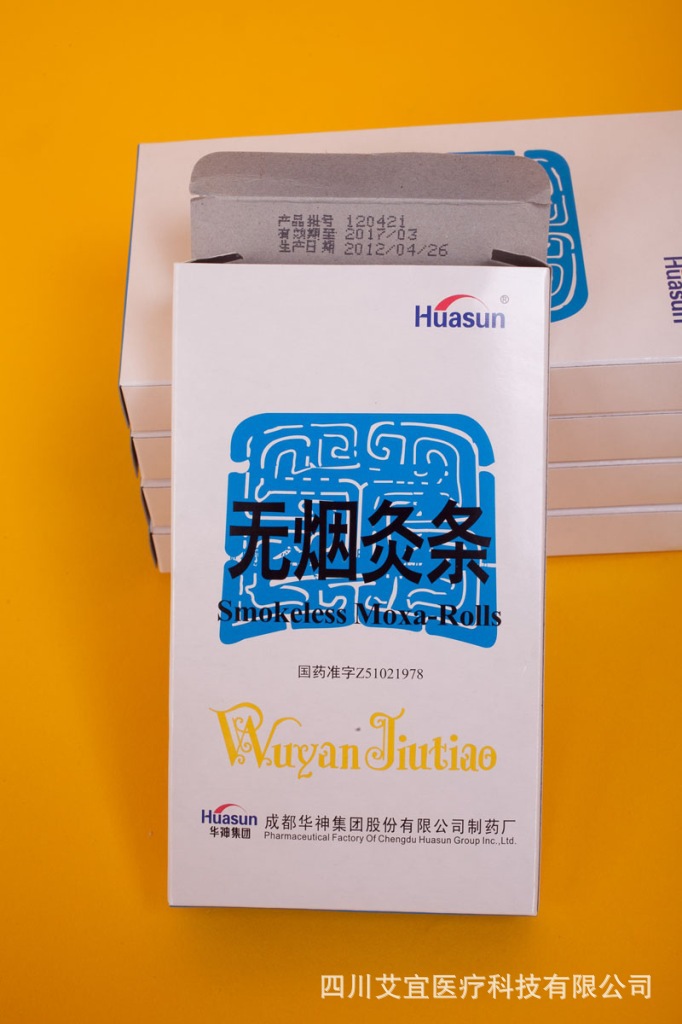 产品批号 120421
有效期至 2017/03
生产日期 2012/04/26
Huasun®
Huasun
无烟灸条
Smokeless Moxa-Rolls
国药准字Z51021978
Wuyan Jiutiao
Huasun
华神集团
成都华神集团股份有限公司制药厂
Pharmaceutical Factory Of Chengdu Huasun Group Inc.,Ltd.
四川艾宜医疗科技有限公司